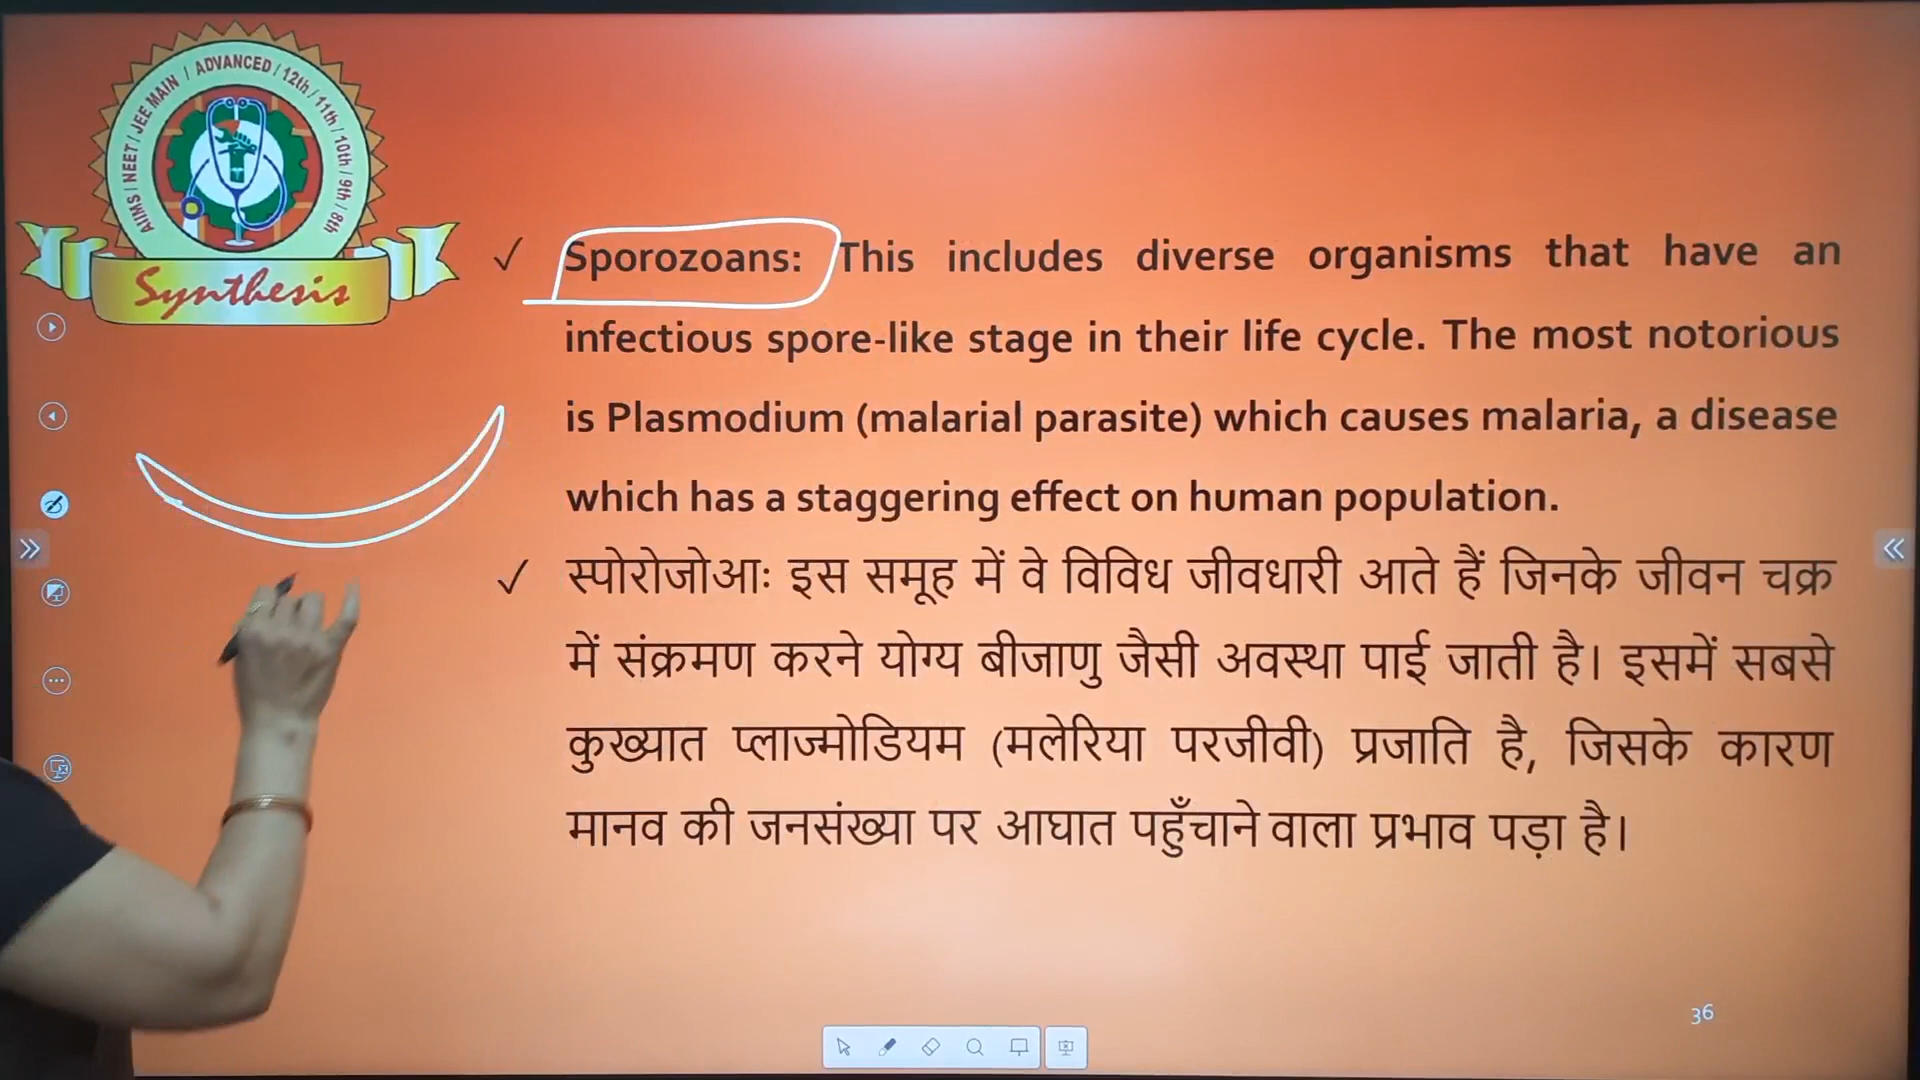 AIIMS / NEET / JEE MAIN / ADVANCED / 12th / 11th / 10th / 9th / 8th
Synthesis
✓ Sporozoans: This includes diverse organisms that have an
infectious spore-like stage in their life cycle. The most notorious
is Plasmodium (malarial parasite) which causes malaria, a disease
which has a staggering effect on human population.
✓ स्पोरोजोआः इस समूह में वे विविध जीवधारी आते हैं जिनके जीवन चक्र
में संक्रमण करने योग्य बीजाणु जैसी अवस्था पाई जाती है। इसमें सबसे
कुख्यात प्लाज्मोडियम (मलेरिया परजीवी) प्रजाति है, जिसके कारण
मानव की जनसंख्या पर आघात पहुँचाने वाला प्रभाव पड़ा है।
36